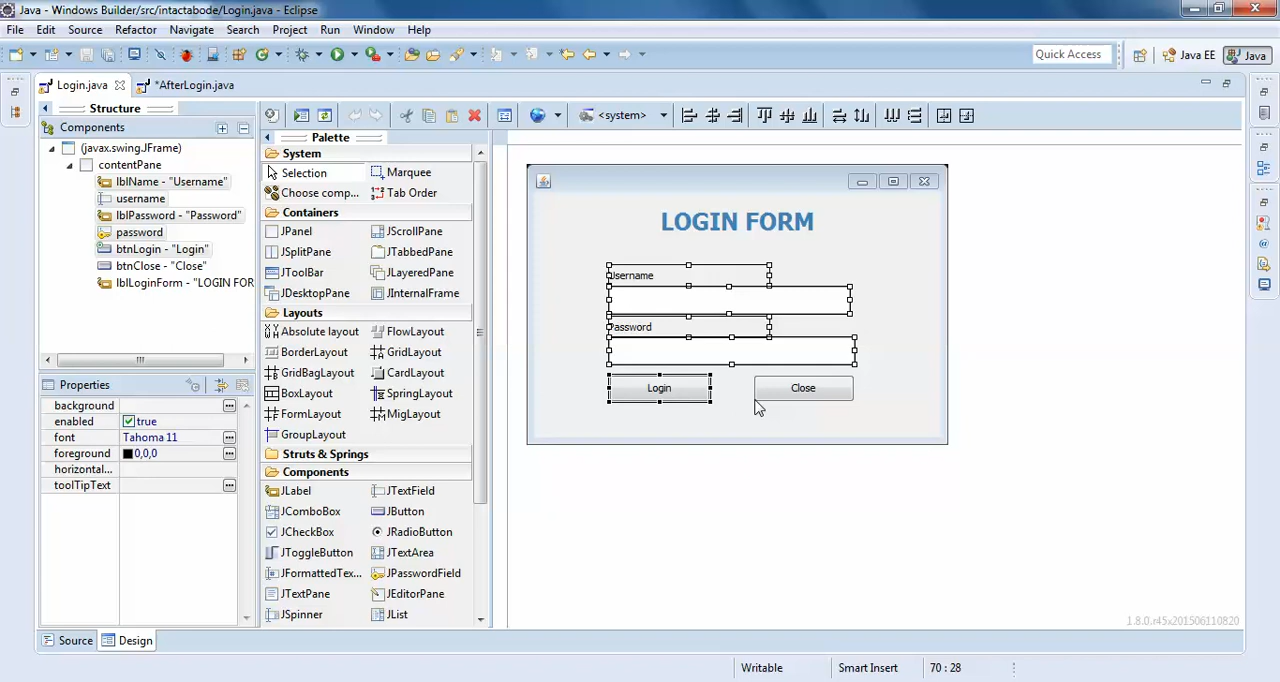 Java - Windows Builder/src/intactabode/Login.java - Eclipse
File Edit Source Refactor Navigate Search Project Run Window Help
Quick Access Java EE Java
Login.java *AfterLogin.java
Structure
Components
(javax.swingJFrame)
contentPane
lblName - "Username"
username
lblPassword - "Password"
password
btnLogin - "Login"
btnClose - "Close"
lblLoginForm - "LOGIN FOR
Properties
background
enabled true
font Tahoma 11
foreground 0,0,0
horizontal...
toolTipText
Palette
System
Selection Marquee
Choose comp... Tab Order
Containers
JPanel JScrollPane
JSplitPane JTabbedPane
JToolBar JLayeredPane
JDesktopPane JInternalFrame
Layouts
Absolute layout FlowLayout
BorderLayout GridLayout
GridBagLayout CardLayout
BoxLayout SpringLayout
FormLayout MigLayout
GroupLayout
Struts & Springs
Components
JLabel JTextField
JComboBox JButton
JCheckBox JRadioButton
JToggleButton JTextArea
JFormattedTex... JPasswordField
JTextPane JEditorPane
JSpinner JList
<system>
LOGIN FORM
Username
Password
Login Close
1.8.0.r45x201506110820
Source Design
Writable Smart Insert 70 : 28